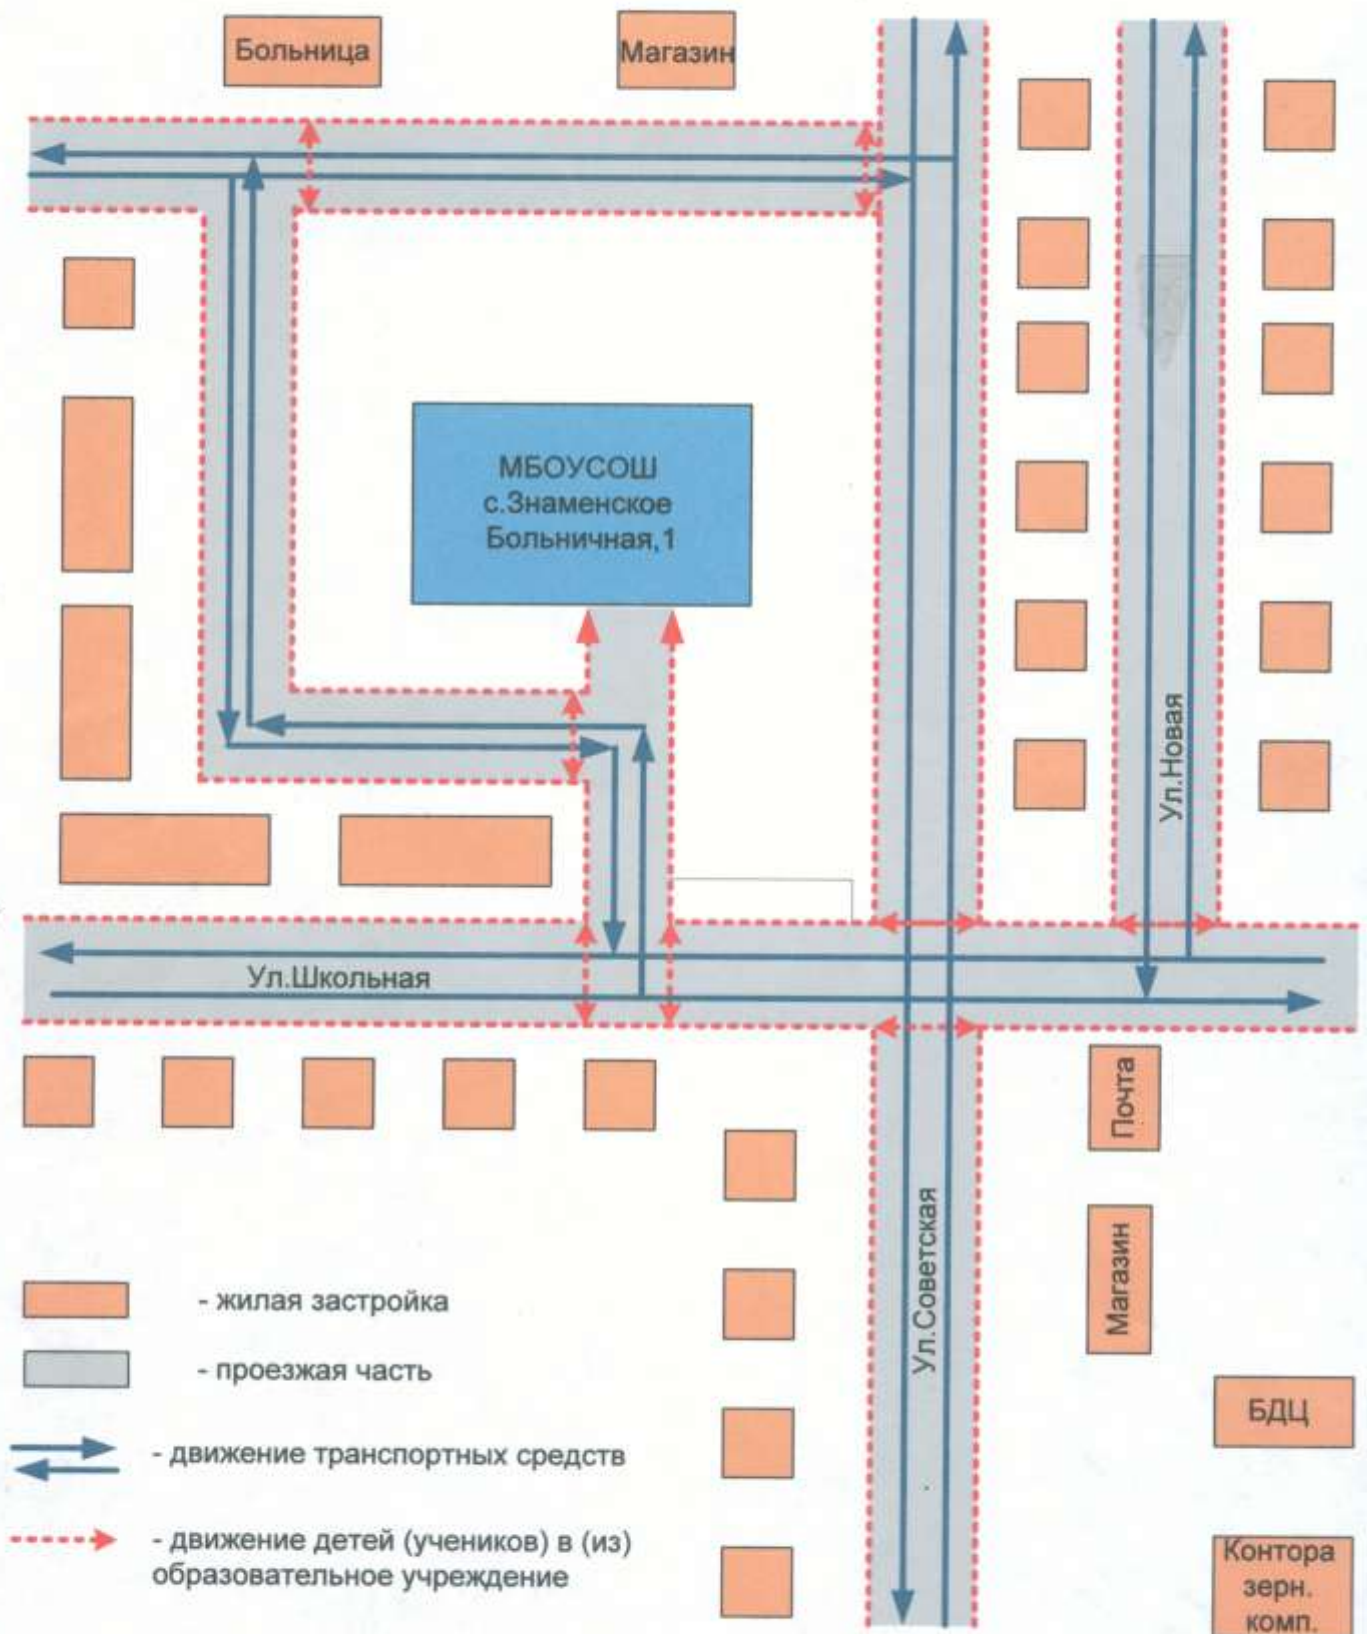 Больница
Магазин
МБОУСОШ
с.Знаменское
Больничная,1
Ул.Новая
Ул.Школьная
Почта
Ул.Советская
Магазин
- жилая застройка
- проезжая часть
БДЦ
- движение транспортных средств
- движение детей (учеников) в (из)
образовательное учреждение
Контора
зерн.
комп.